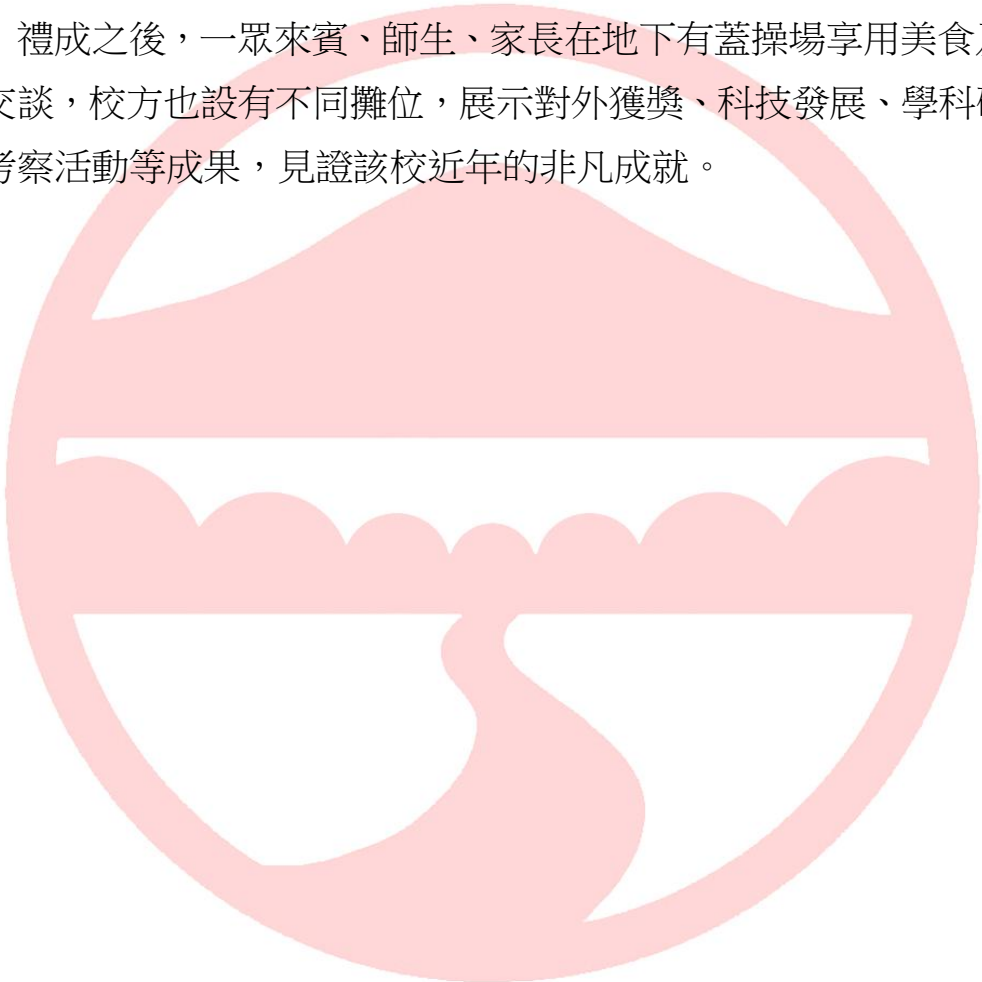 禮成之後，一眾來賓、師生、家長在地下有蓋操場享用美食
交談，校方也設有不同攤位，展示對外獲獎、科技發展、學科
考察活動等成果，見證該校近年的非凡成就。